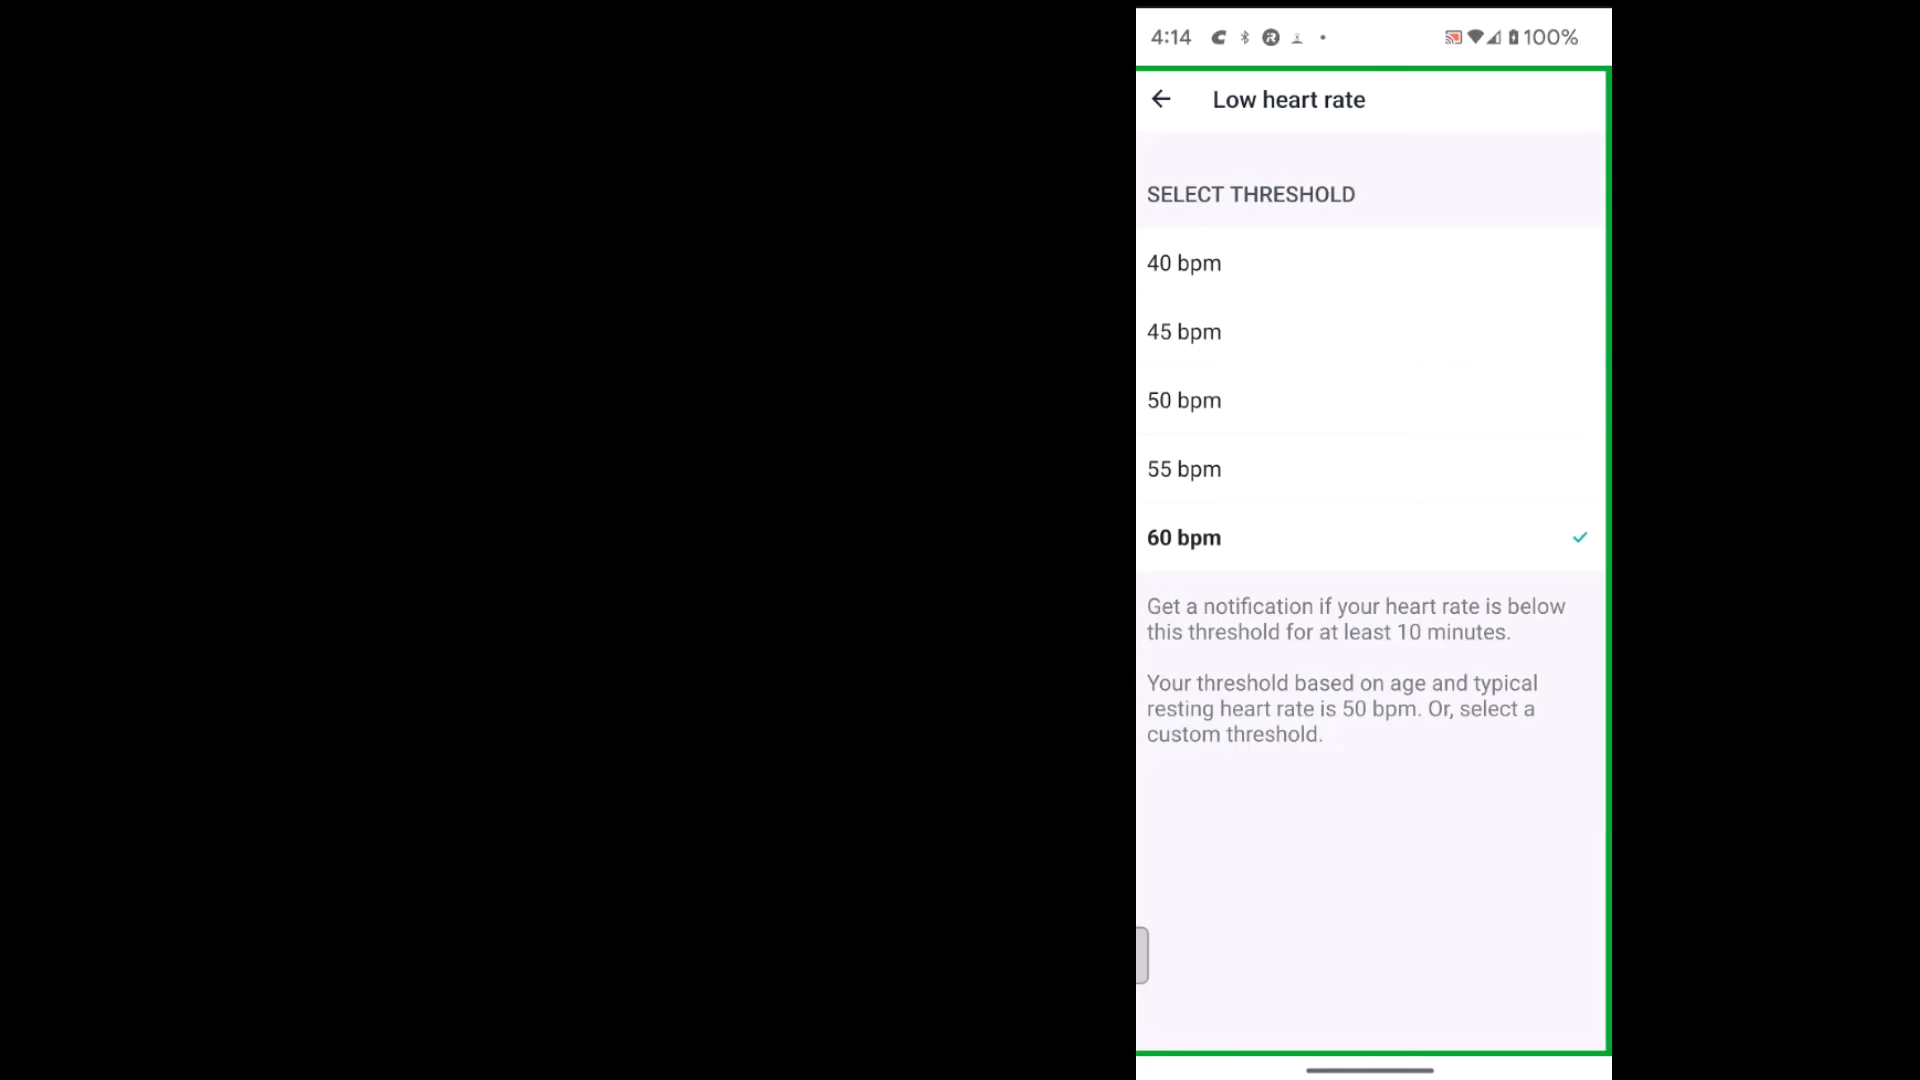 4:14 100%
Low heart rate
SELECT THRESHOLD
40 bpm
45 bpm
50 bpm
55 bpm
60 bpm
Get a notification if your heart rate is below
this threshold for at least 10 minutes.
Your threshold based on age and typical
resting heart rate is 50 bpm. Or, select a
custom threshold.